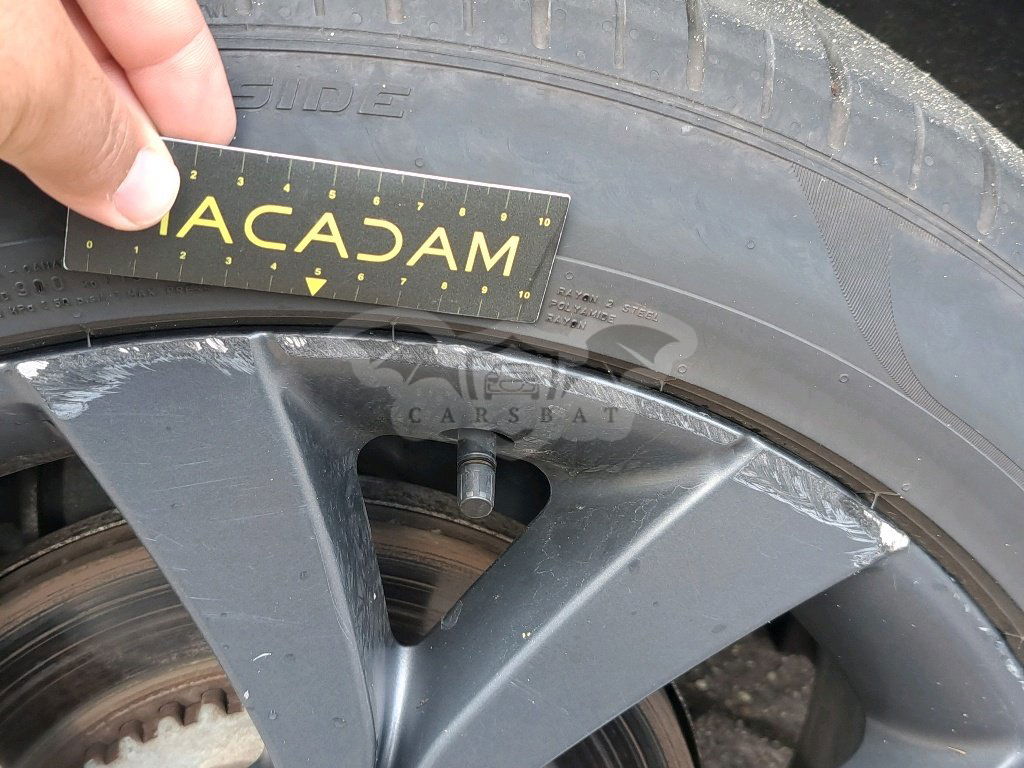 SIDE
2 3 4 5 6 7 8 9 10
MACADAM
0 1 2 3 4 5 6 7 8 9 10
RAYON 2 STEEL
POLYAMIDE
RAYON
CARSBAT